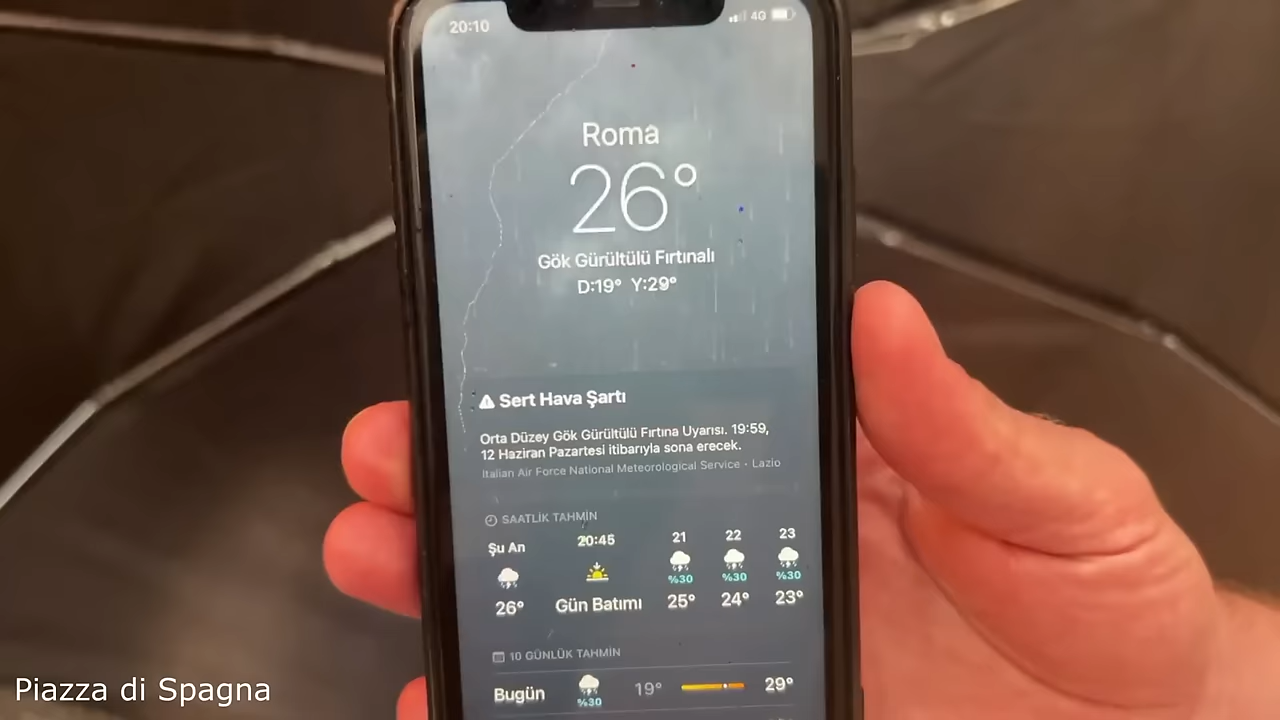 20:10
4G
Roma
26°
Gök Gürültülü Fırtınalı
D:19° Y:29°
Sert Hava Şartı
Orta Düzey Gök Gürültülü Fırtına Uyarısı. 19:59,
12 Haziran Pazartesi itibarıyla sona erecek.
Italian Air Force National Meteorological Service • Lazio
SAATLİK TAHMİN
Şu An 20:45 21 22 23
%30 %30 %30
26° Gün Batımı 25° 24° 23°
10 GÜNLÜK TAHMİN
Bugün 19° 29°
%30
Piazza di Spagna